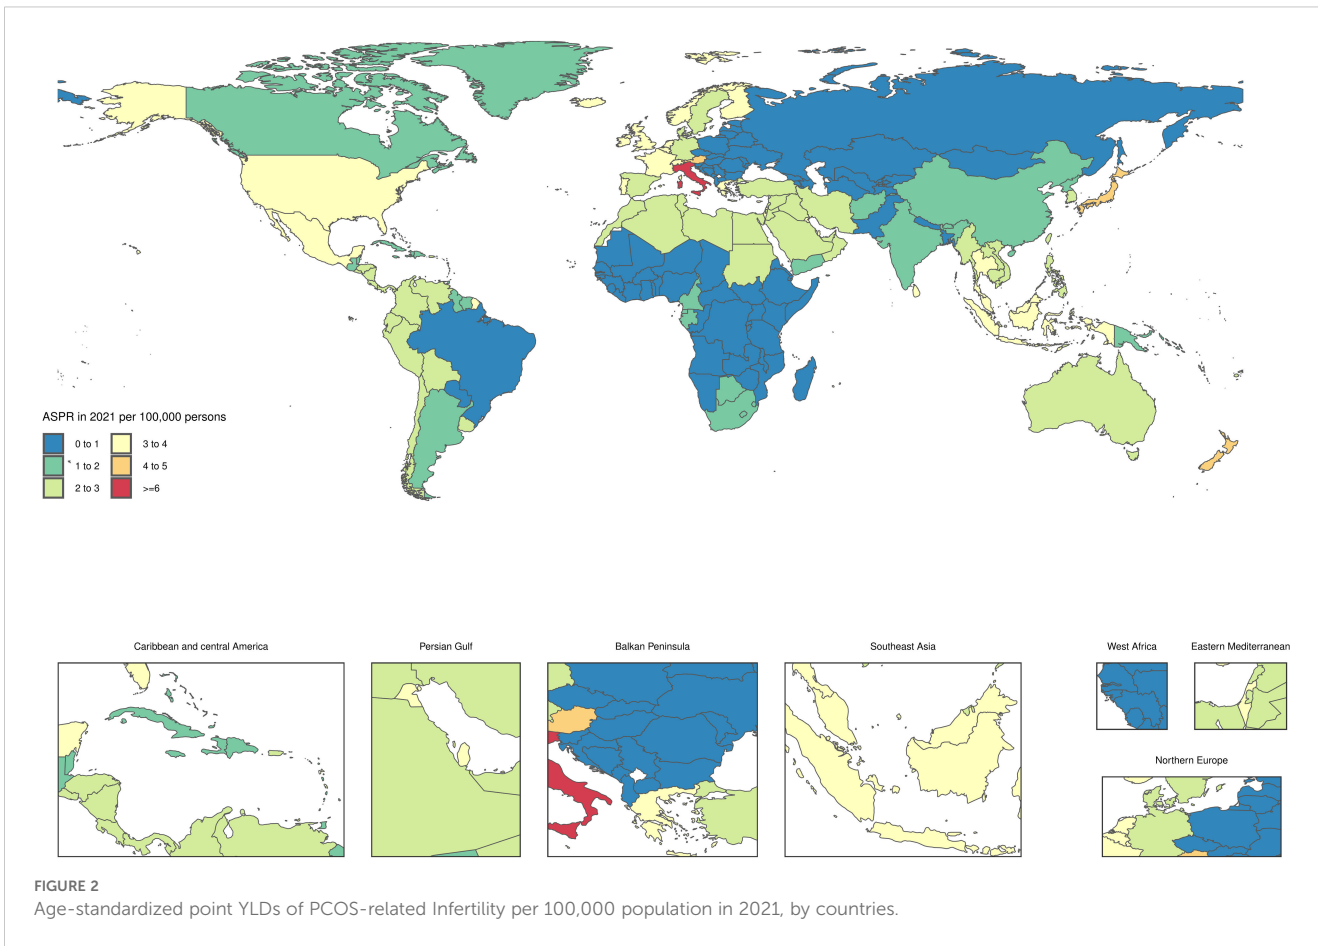 ASPR in 2021 per 100,000 persons
0 to 1
3 to 4
1 to 2
4 to 5
2 to 3
>=6
Caribbean and central America
Persian Gulf
Balkan Peninsula
Southeast Asia
West Africa
Eastern Mediterranean
Northern Europe
FIGURE 2
Age-standardized point YLDs of PCOS-related Infertility per 100,000 population in 2021, by countries.